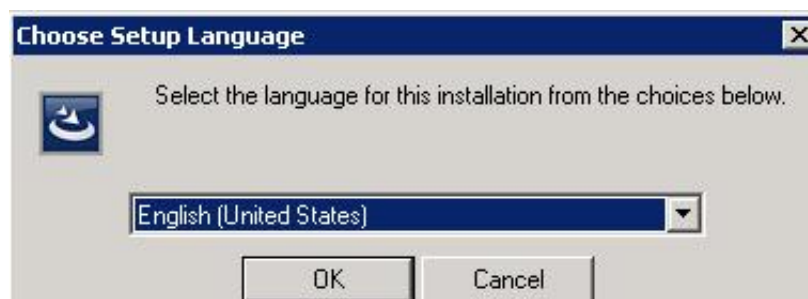 Choose Setup Language
Select the language for this installation from the choices below.
English (United States)
OK
Cancel